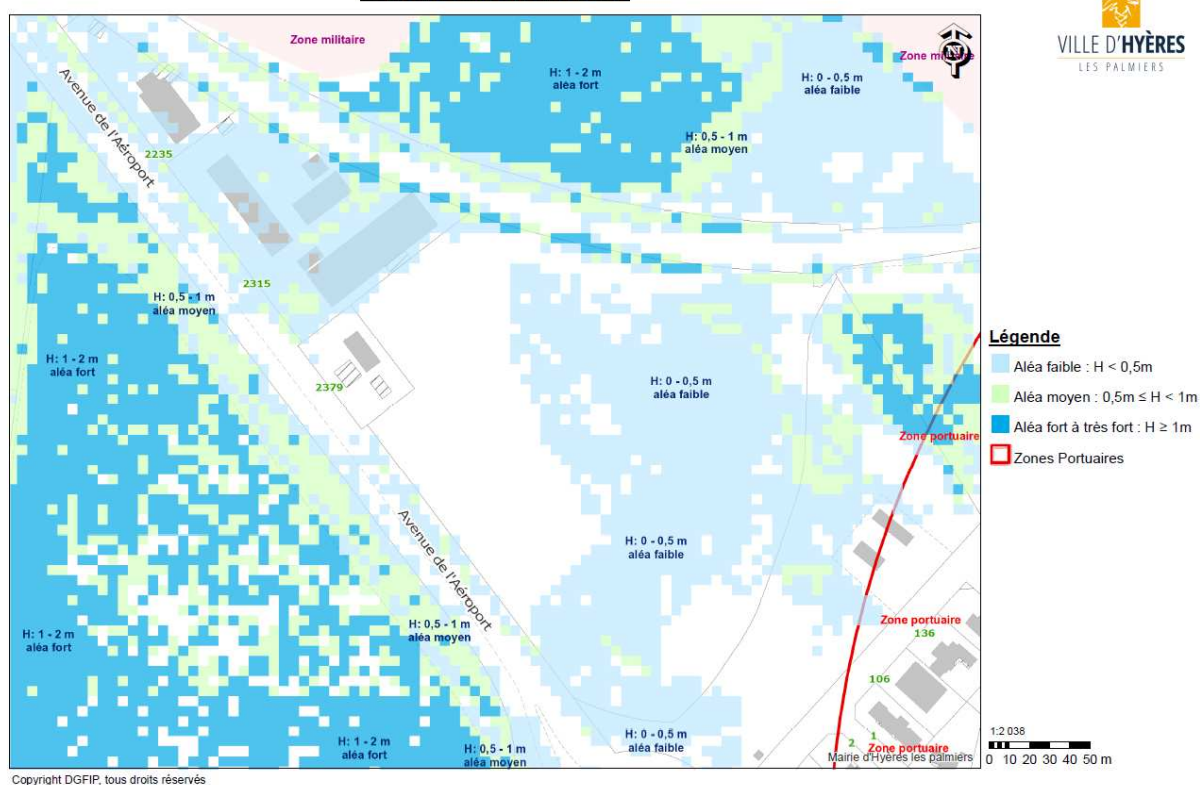 VILLE D'HYÈRES
LES PALMIERS
Zone militaire
Zone militaire
N
H: 1 - 2 m
aléa fort
H: 0 - 0,5 m
aléa faible
H: 0,5 - 1 m
aléa moyen
Avenue de l'Aéroport
2235
2315
H: 0,5 - 1 m
aléa moyen
H: 1 - 2 m
aléa fort
2379
H: 0 - 0,5 m
aléa faible
Légende
Aléa faible : H < 0,5m
Aléa moyen : 0,5m ≤ H < 1m
Aléa fort à très fort : H ≥ 1m
Zones Portuaires
Zone portuaire
H: 0 - 0,5 m
aléa faible
Avenue de l'Aéroport
H: 0,5 - 1 m
aléa moyen
H: 1 - 2 m
aléa fort
Zone portuaire
136
106
H: 1 - 2 m
aléa fort
H: 0,5 - 1 m
aléa moyen
H: 0 - 0,5 m
aléa faible
2
1
Zone portuaire
Mairie d'Hyères les palmiers
1:2 038
0 10 20 30 40 50 m
Copyright DGFIP, tous droits réservés